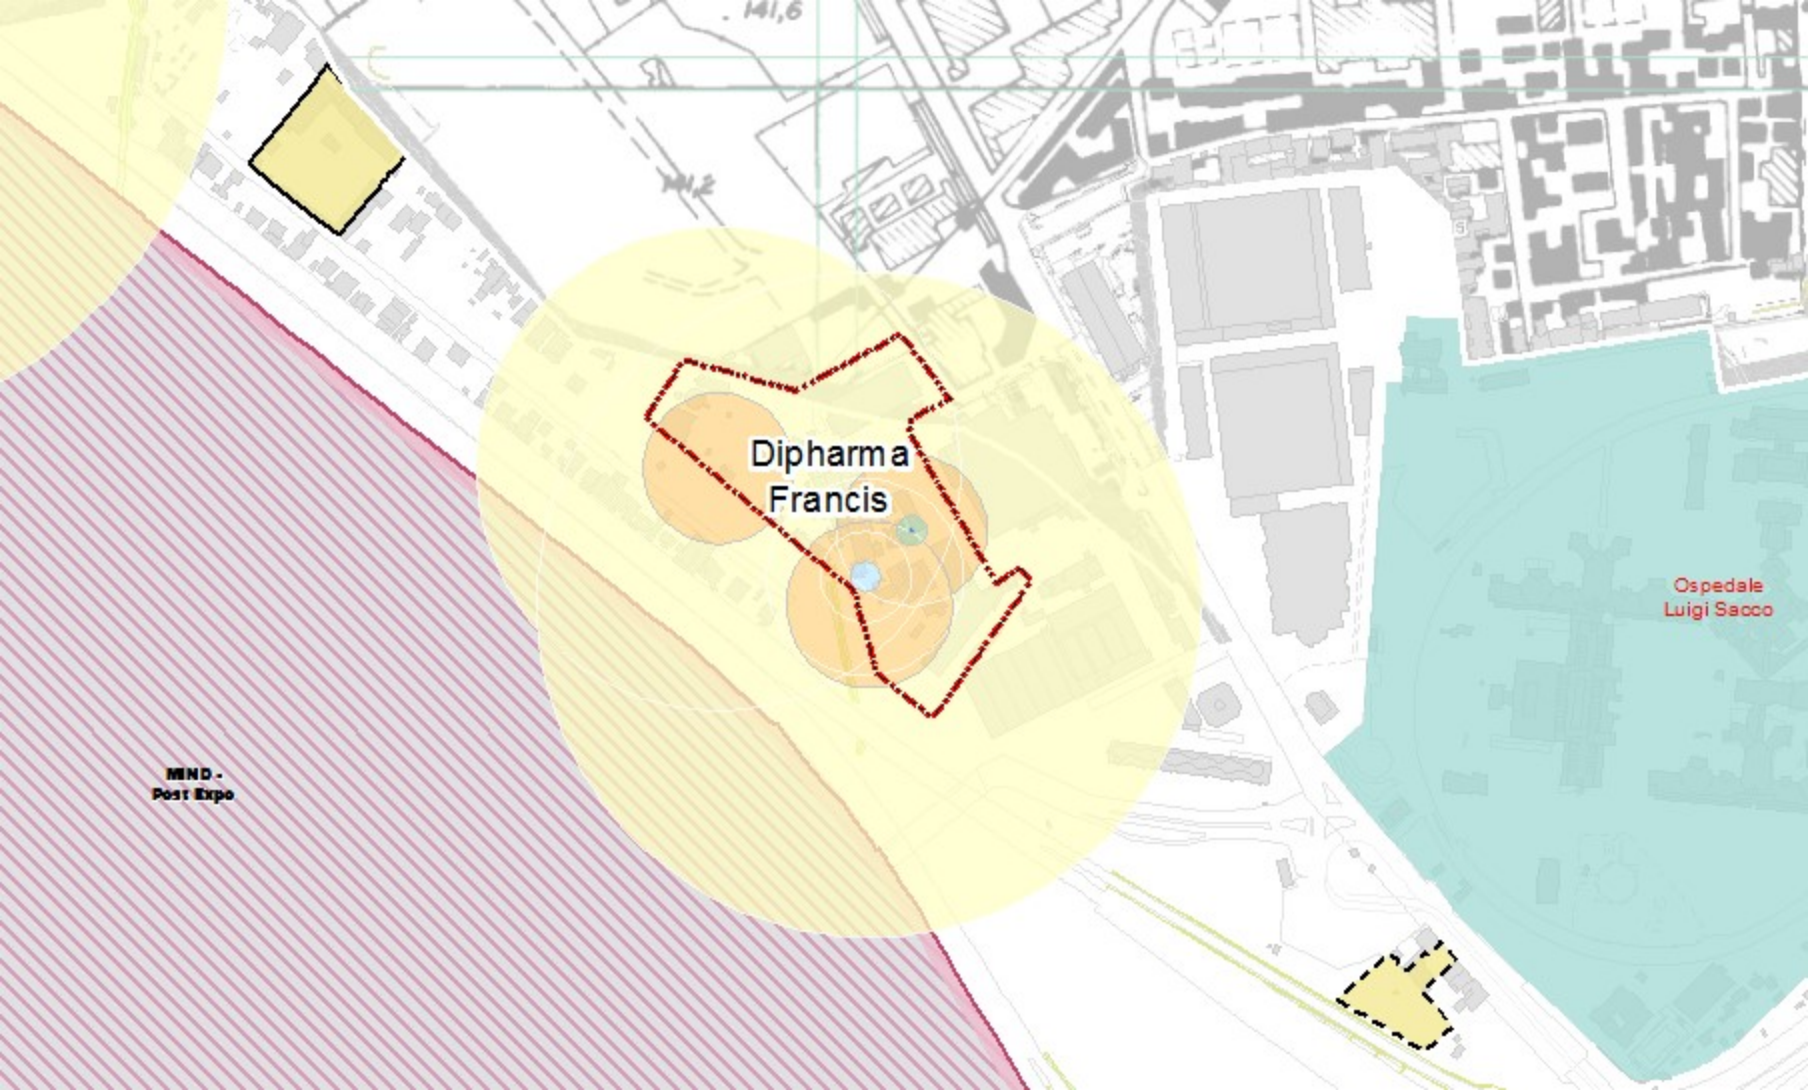 141,6
141,2
Dipharma
Francis
Ospedale
Luigi Sacco
MIND -
Post Expo